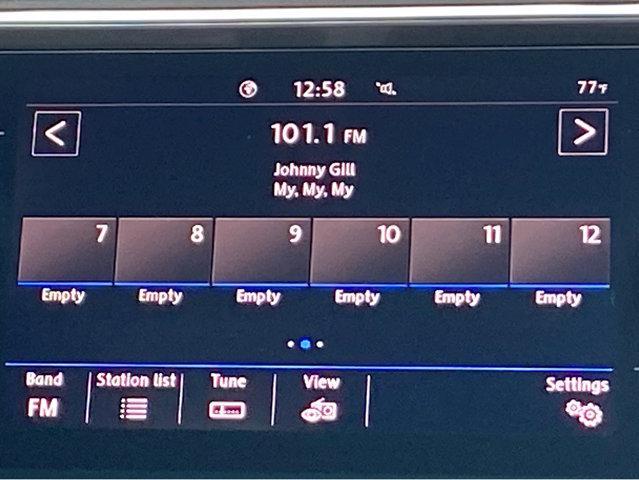 12:58 77°F
101.1 FM
Johnny Gill
My, My, My
7 8 9 10 11 12
Empty Empty Empty Empty Empty Empty
Band Station list Tune View Settings
FM